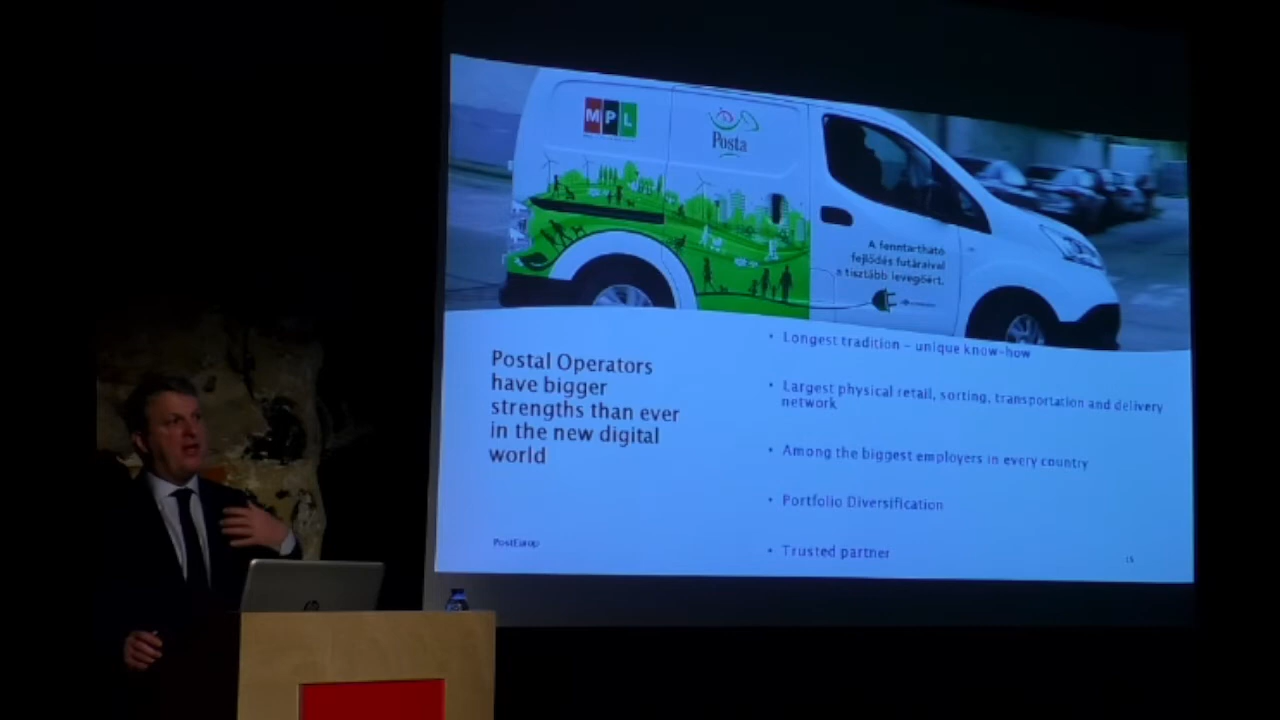 MPL
Posta
A fenntartható
fejlődés futáraival
a tisztább levegőért.
Postal Operators
have bigger
strengths than ever
in the new digital
world
• Longest tradition – unique know-how
• Largest physical retail, sorting, transportation and delivery
network
• Among the biggest employers in every country
• Portfolio Diversification
• Trusted partner
PostEurop
15
hp